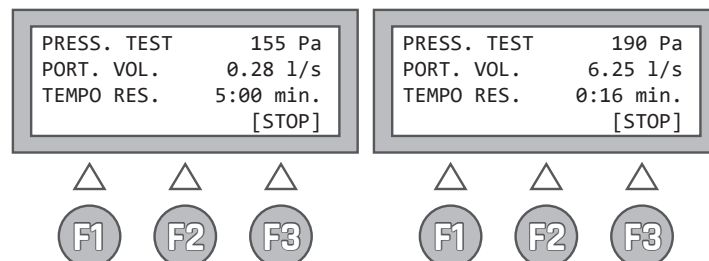 PRESS. TEST 155 Pa
PORT. VOL. 0.28 l/s
TEMPO RES. 5:00 min.
[STOP]
F1 F2 F3
PRESS. TEST 190 Pa
PORT. VOL. 6.25 l/s
TEMPO RES. 0:16 min.
[STOP]
F1 F2 F3